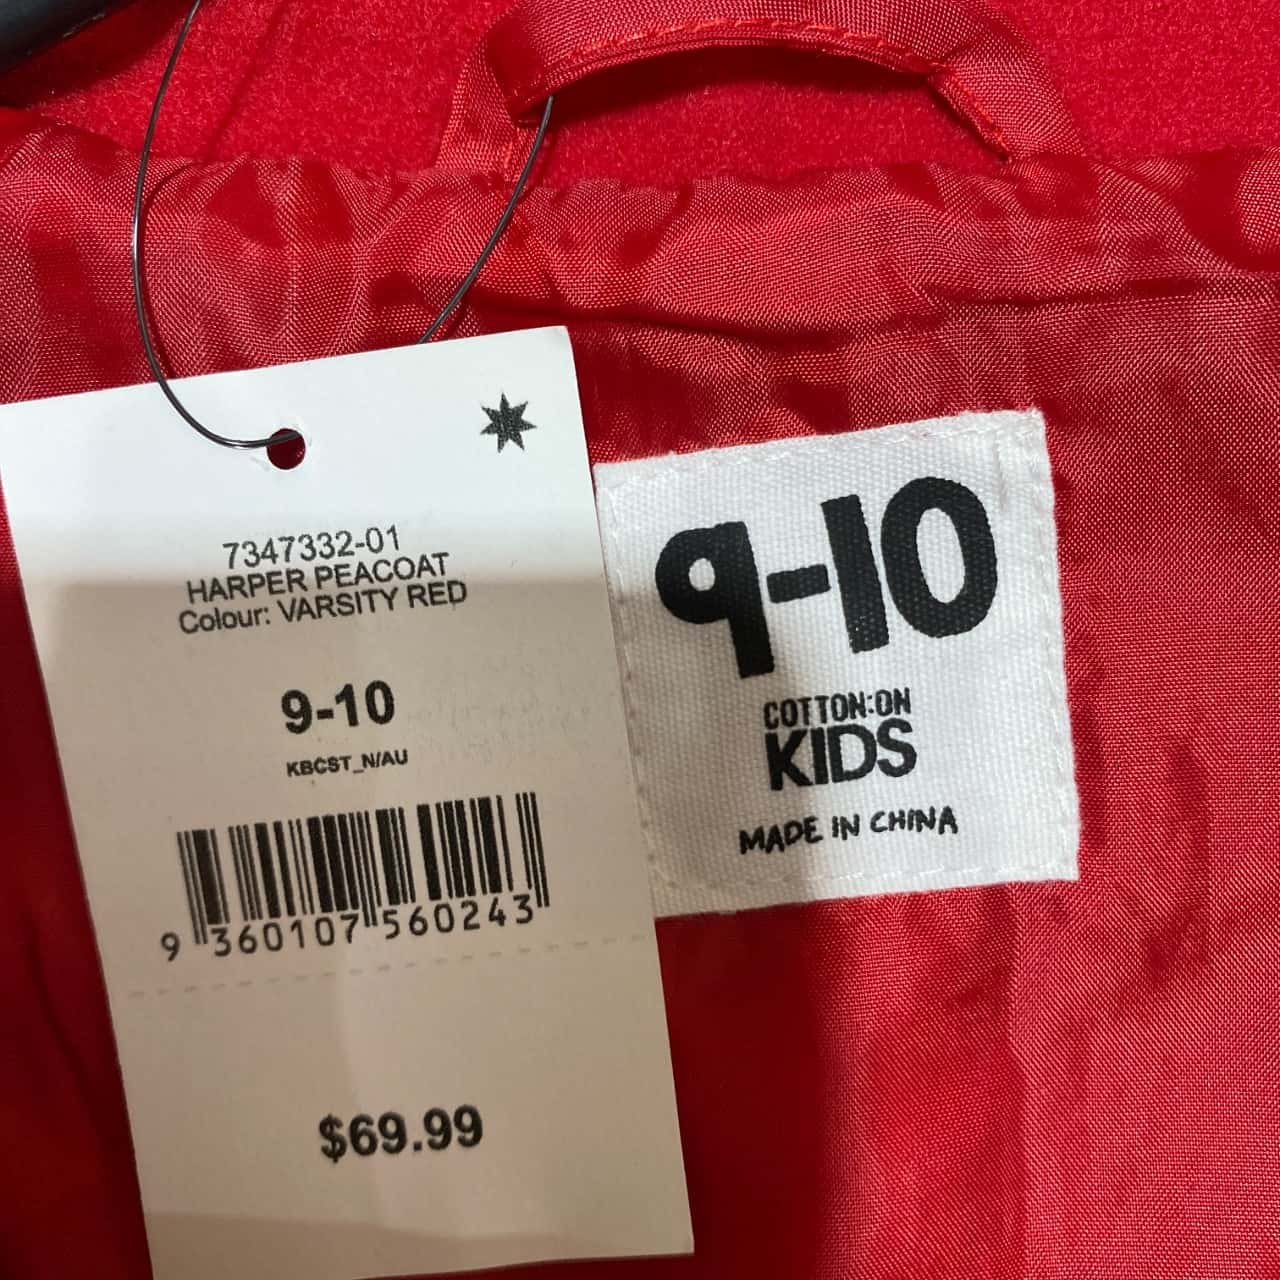 7347332-01
HARPER PEACOAT
Colour: VARSITY RED
9-10
KBCST_N/AU
9 360107 560243
$69.99
9-10
COTTON:ON
KIDS
MADE IN CHINA